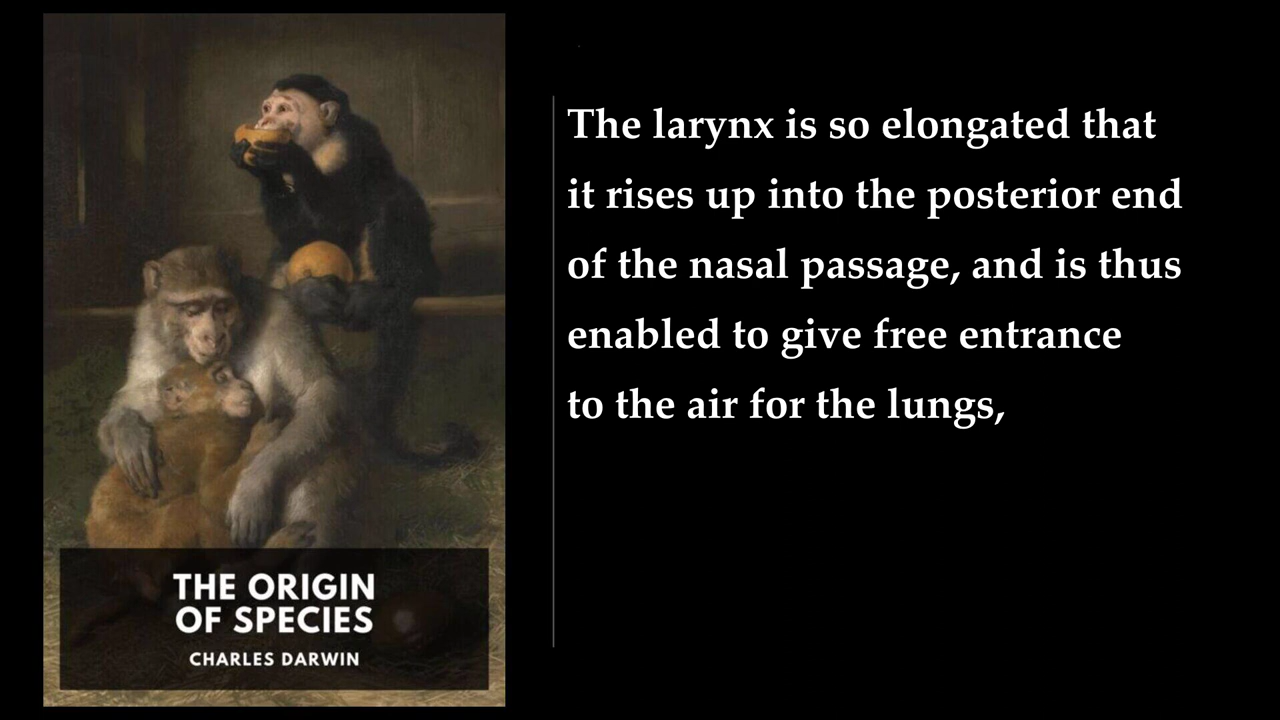 The larynx is so elongated that
it rises up into the posterior end
of the nasal passage, and is thus
enabled to give free entrance
to the air for the lungs,
THE ORIGIN
OF SPECIES
CHARLES DARWIN